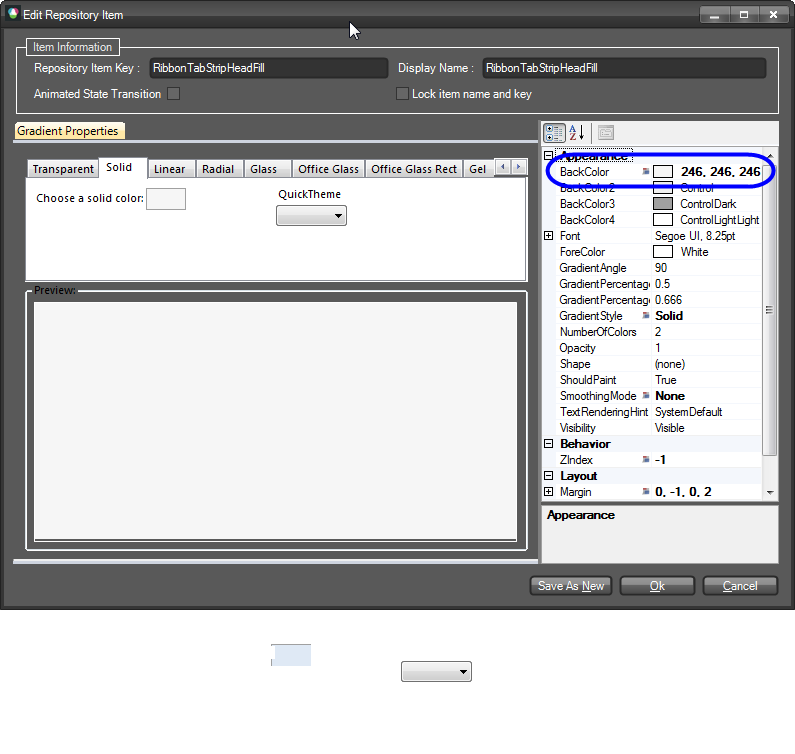 Edit Repository Item
Item Information
Repository Item Key : RibbonTabStripHeadFill Display Name : RibbonTabStripHeadFill
Animated State Transition Lock item name and key
Gradient Properties
Transparent Solid Linear Radial Glass Office Glass Office Glass Rect Gel
Choose a solid color: QuickTheme
Preview:
Appearance
BackColor 246, 246, 246
BackColor2 Control
BackColor3 ControlDark
BackColor4 ControlLightLight
Font Segoe UI, 8.25pt
ForeColor White
GradientAngle 90
GradientPercentage 0.5
GradientPercentage 0.666
GradientStyle Solid
NumberOfColors 2
Opacity 1
Shape (none)
ShouldPaint True
SmoothingMode None
TextRenderingHint SystemDefault
Visibility Visible
Behavior
ZIndex -1
Layout
Margin 0, -1, 0, 2
Appearance
Save As New Ok Cancel